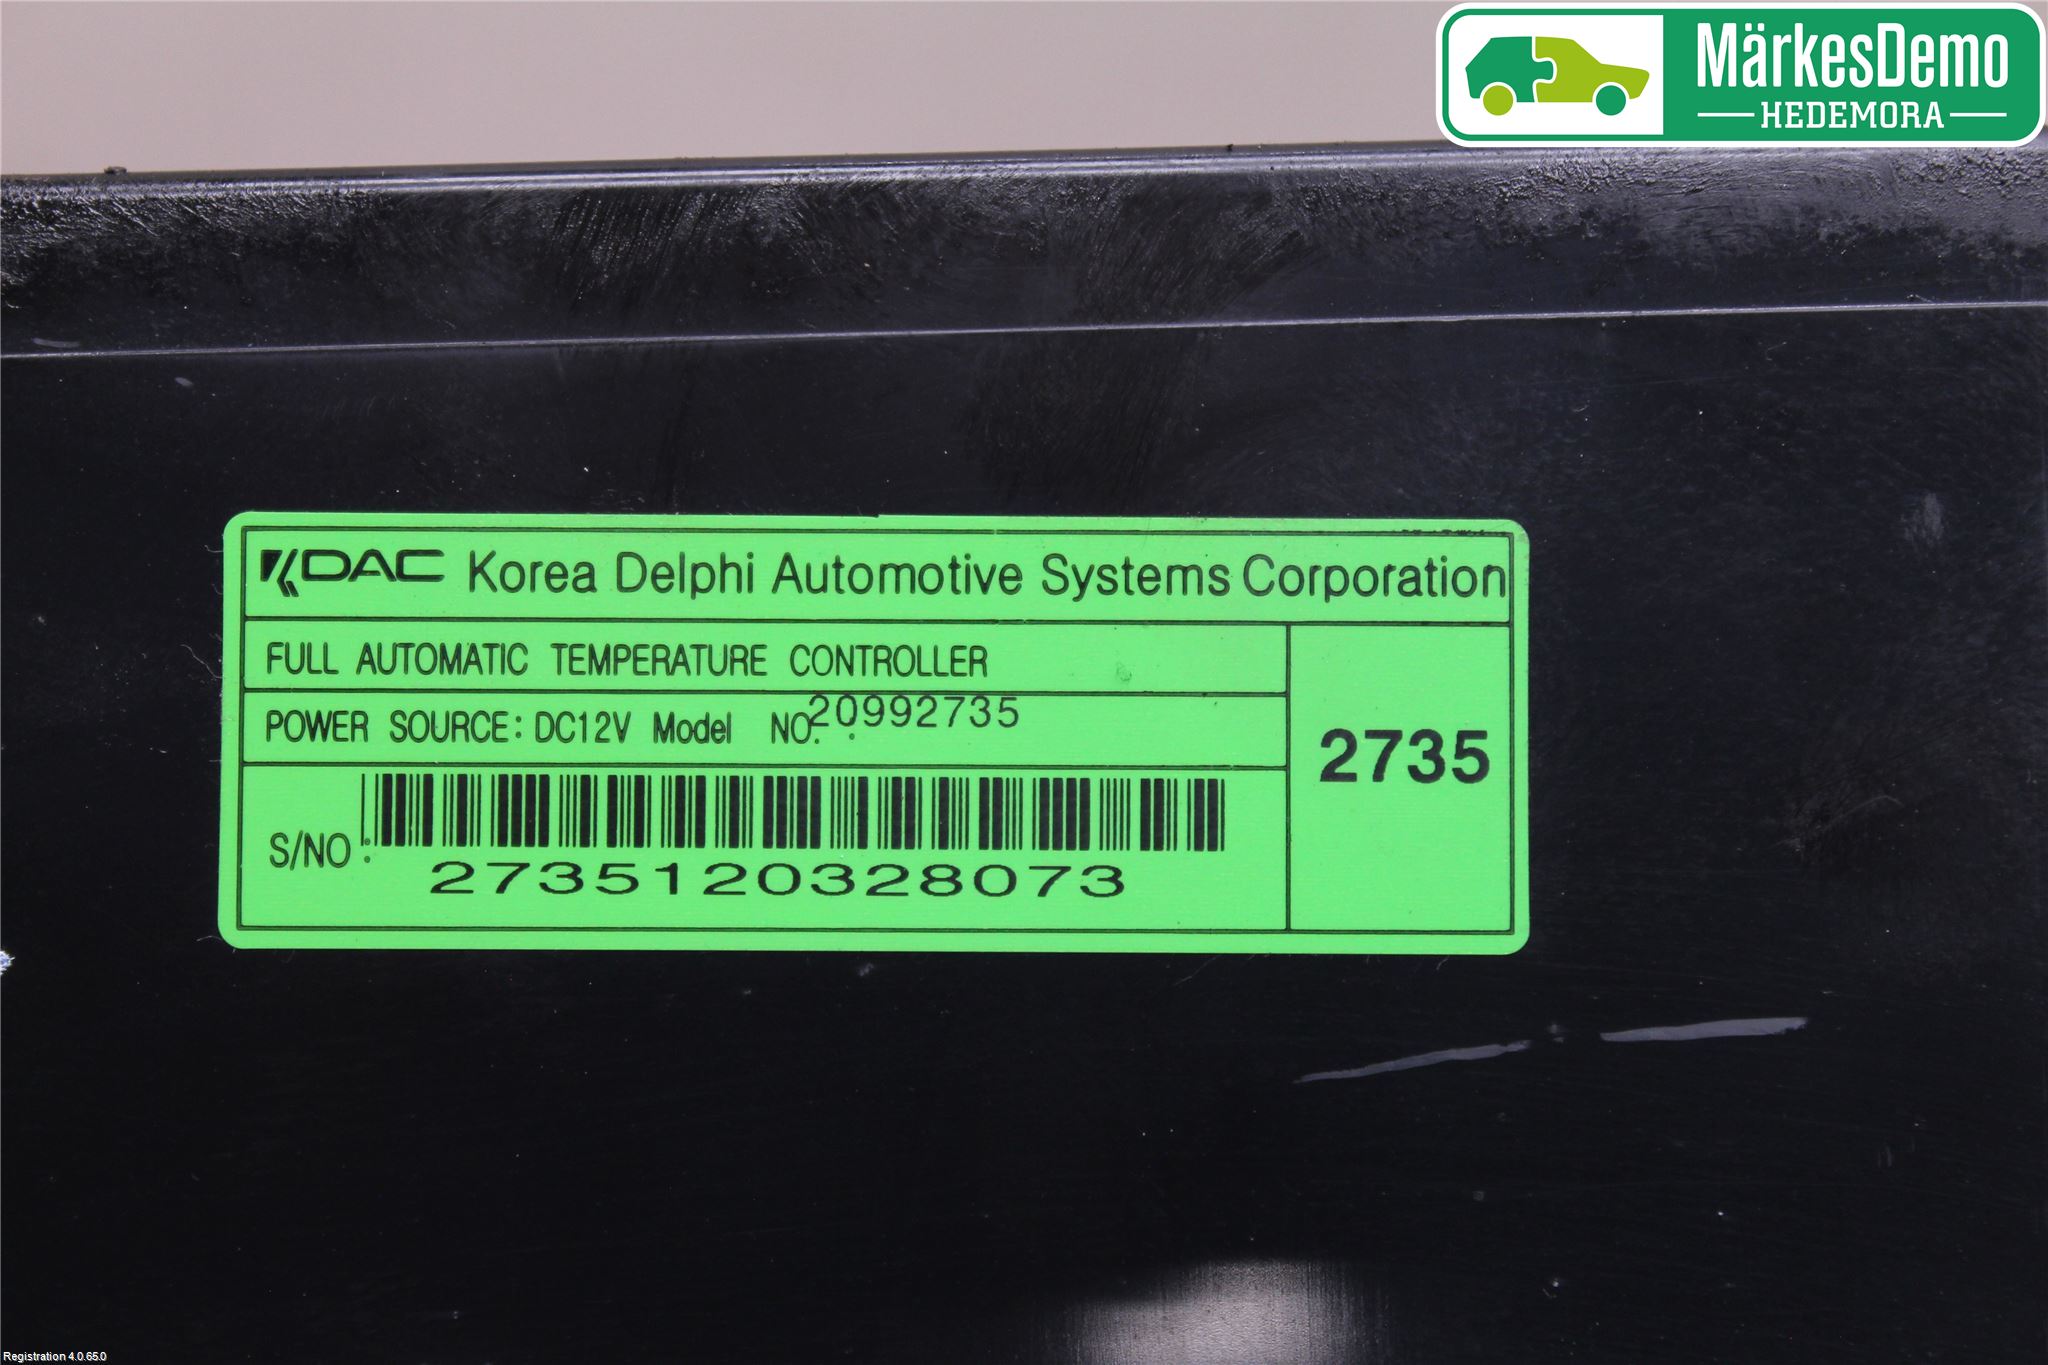 MärkesDemo
HEDEMORA
KDAC Korea Delphi Automotive Systems Corporation
FULL AUTOMATIC TEMPERATURE CONTROLLER
POWER SOURCE: DC12V Model NO. : 20992735
2735
S/NO :
2735120328073
Registration 4.0.65.0